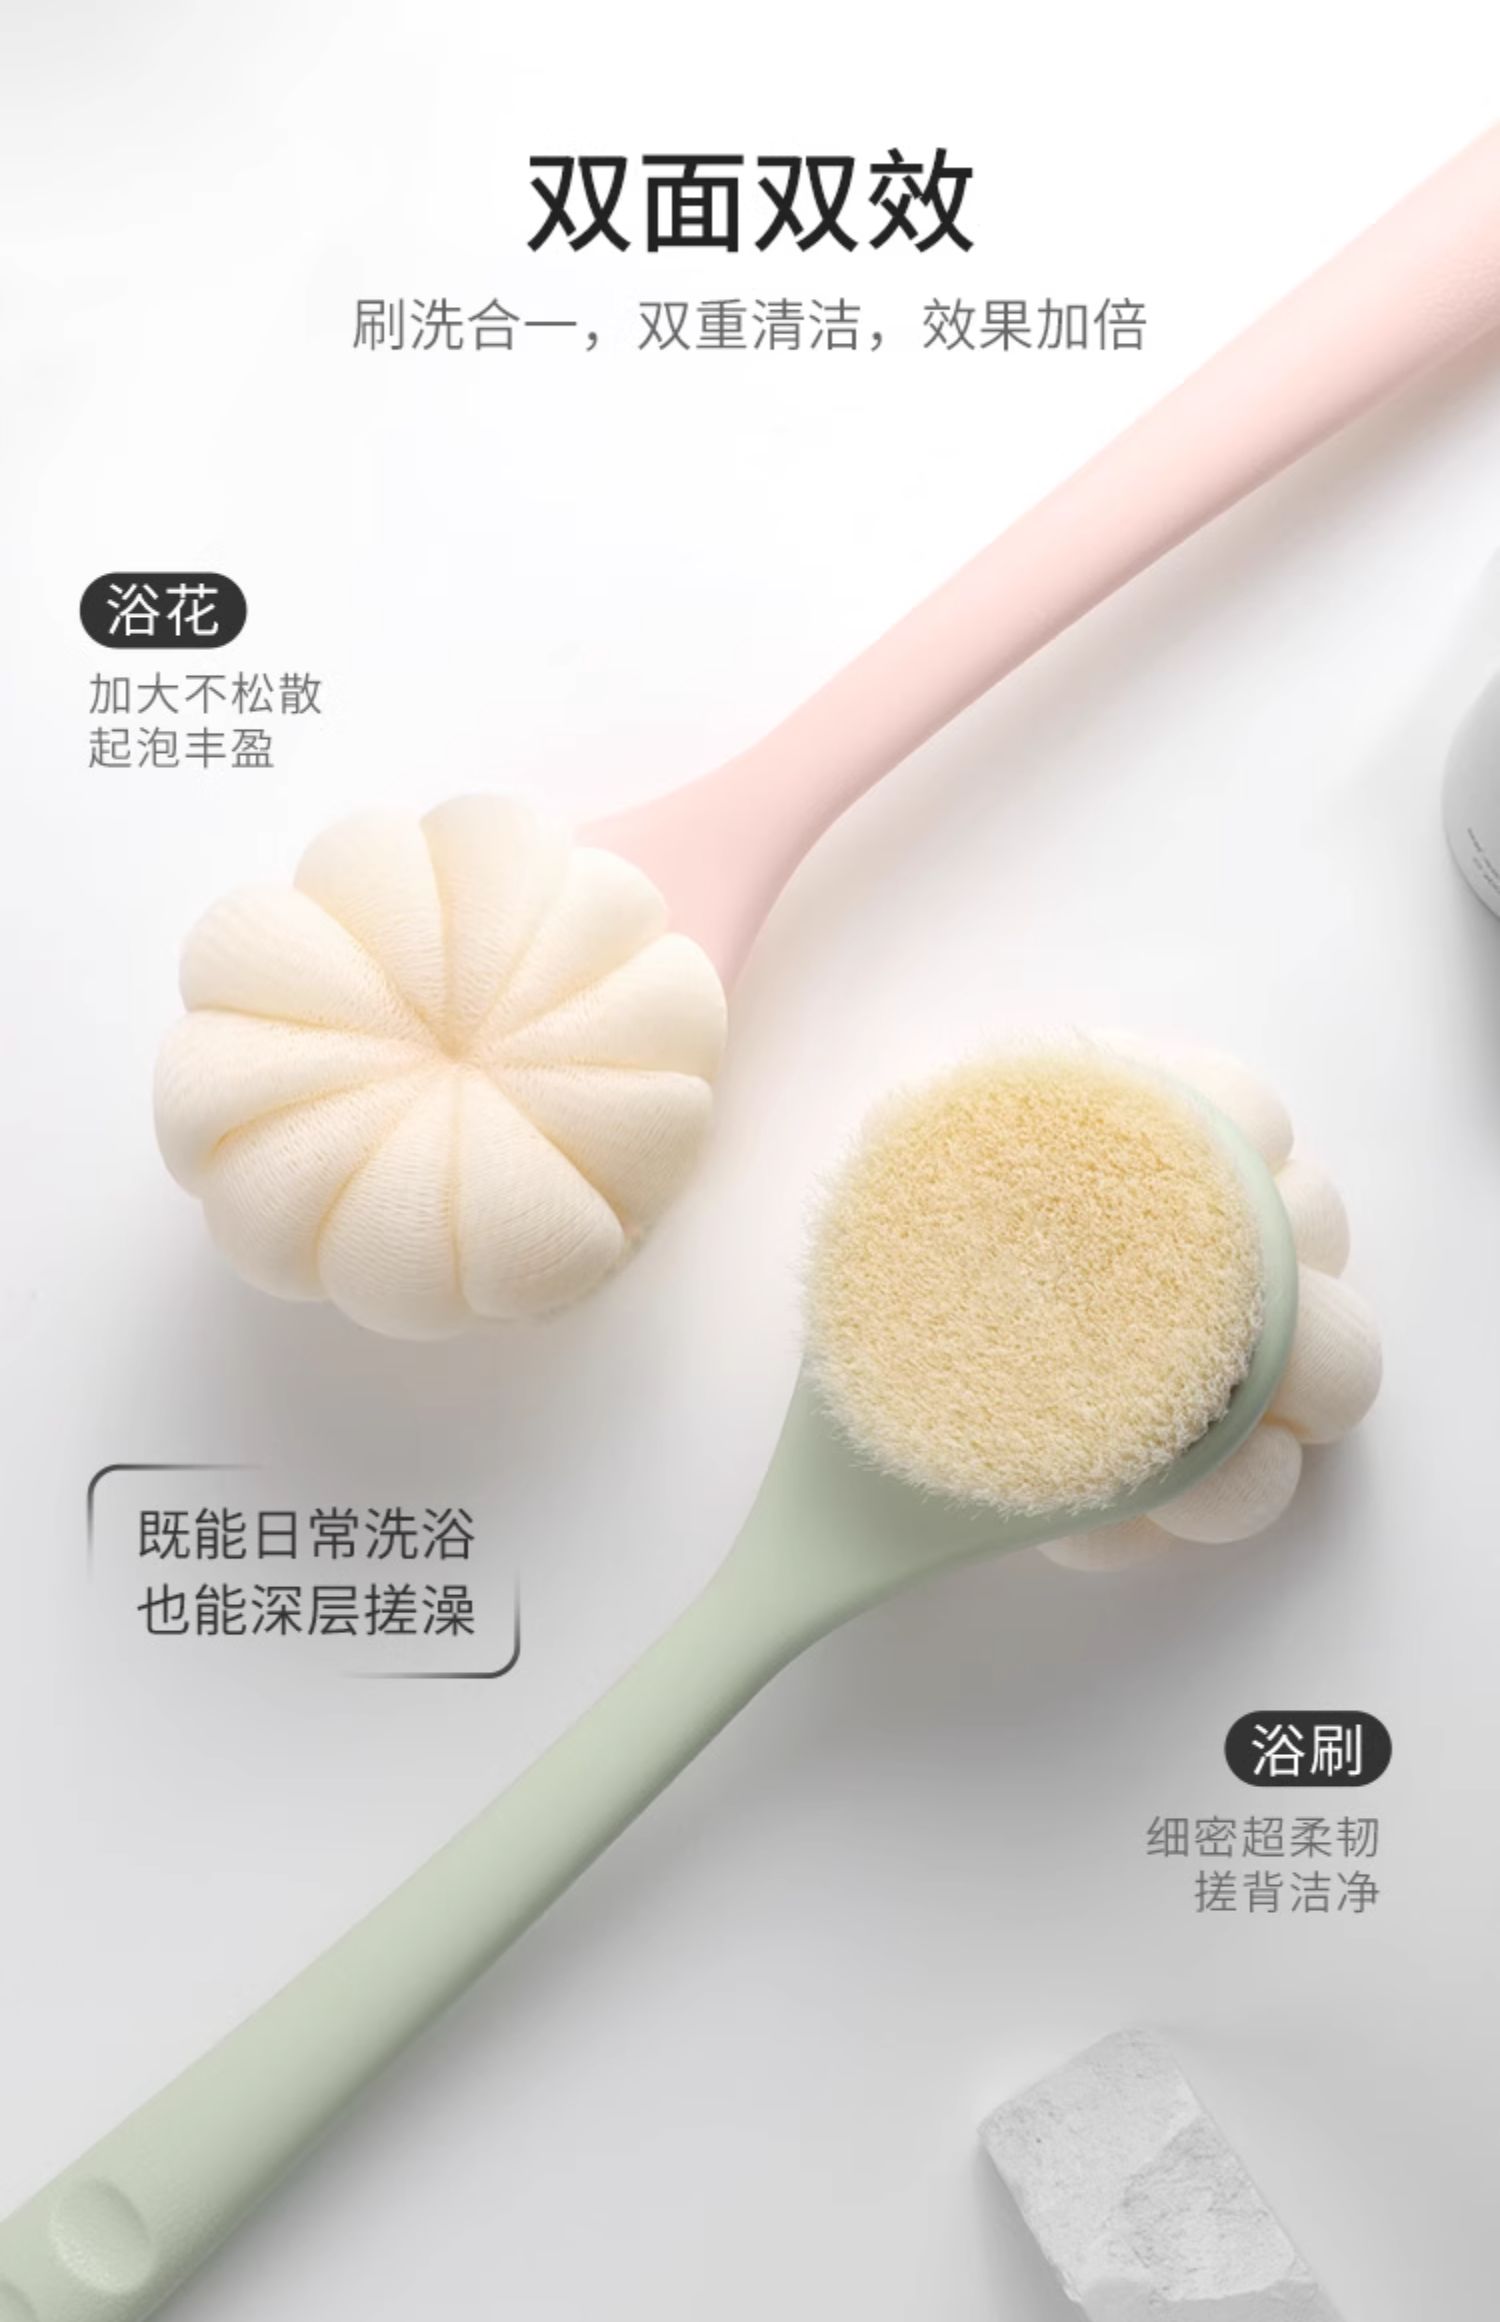 双面双效
刷洗合一，双重清洁，效果加倍
浴花
加大不松散
起泡丰盈
既能日常洗浴
也能深层搓澡
浴刷
细密超柔韧
搓背洁净